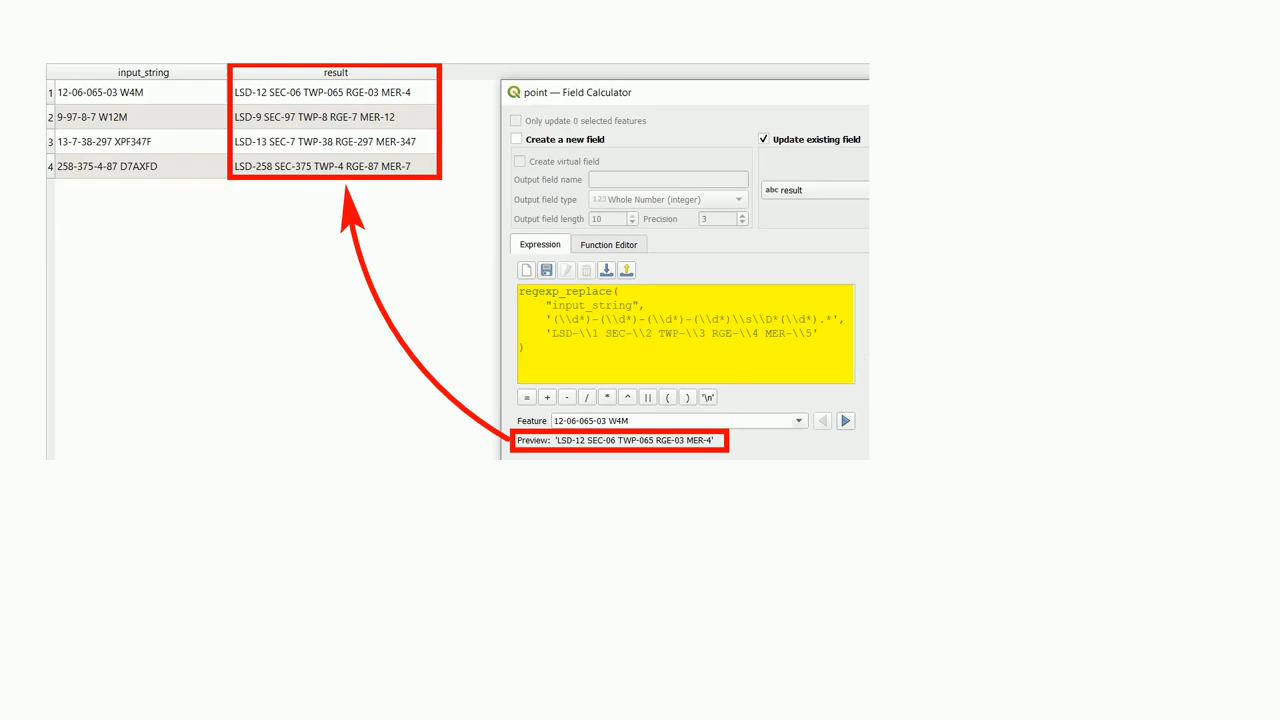 input_string result
1 12-06-065-03 W4M LSD-12 SEC-06 TWP-065 RGE-03 MER-4
2 9-97-8-7 W12M LSD-9 SEC-97 TWP-8 RGE-7 MER-12
3 13-7-38-297 XPF347F LSD-13 SEC-7 TWP-38 RGE-297 MER-347
4 258-375-4-87 D7AXFD LSD-258 SEC-375 TWP-4 RGE-87 MER-7
point — Field Calculator
Only update 0 selected features
Create a new field
Update existing field
Create virtual field
Output field name
abc result
Output field type 123 Whole Number (integer)
Output field length 10 Precision 3
Expression Function Editor
regexp_replace(
"input_string",
'(\\d*)-(\\d*)-(\\d*)-(\\d*)\\s\\D*(\\d*).*',
'LSD-\\1 SEC-\\2 TWP-\\3 RGE-\\4 MER-\\5'
)
= + - / * ^ || ( ) '\n'
Feature 12-06-065-03 W4M
Preview: 'LSD-12 SEC-06 TWP-065 RGE-03 MER-4'